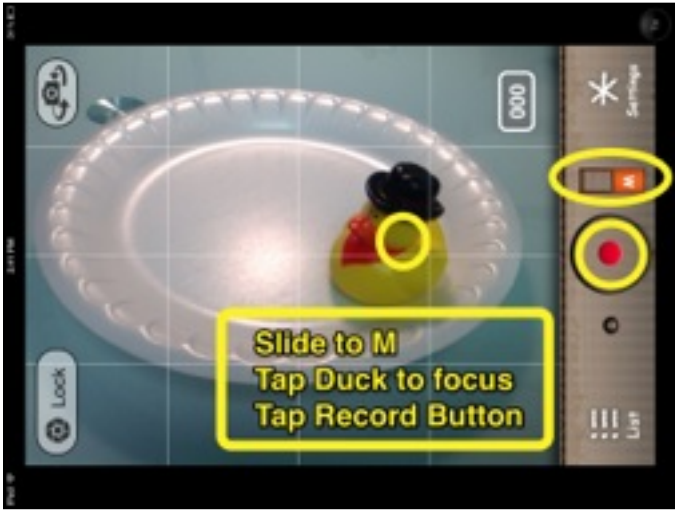 Lock
000
Settings
M
List
Slide to M
Tap Duck to focus
Tap Record Button